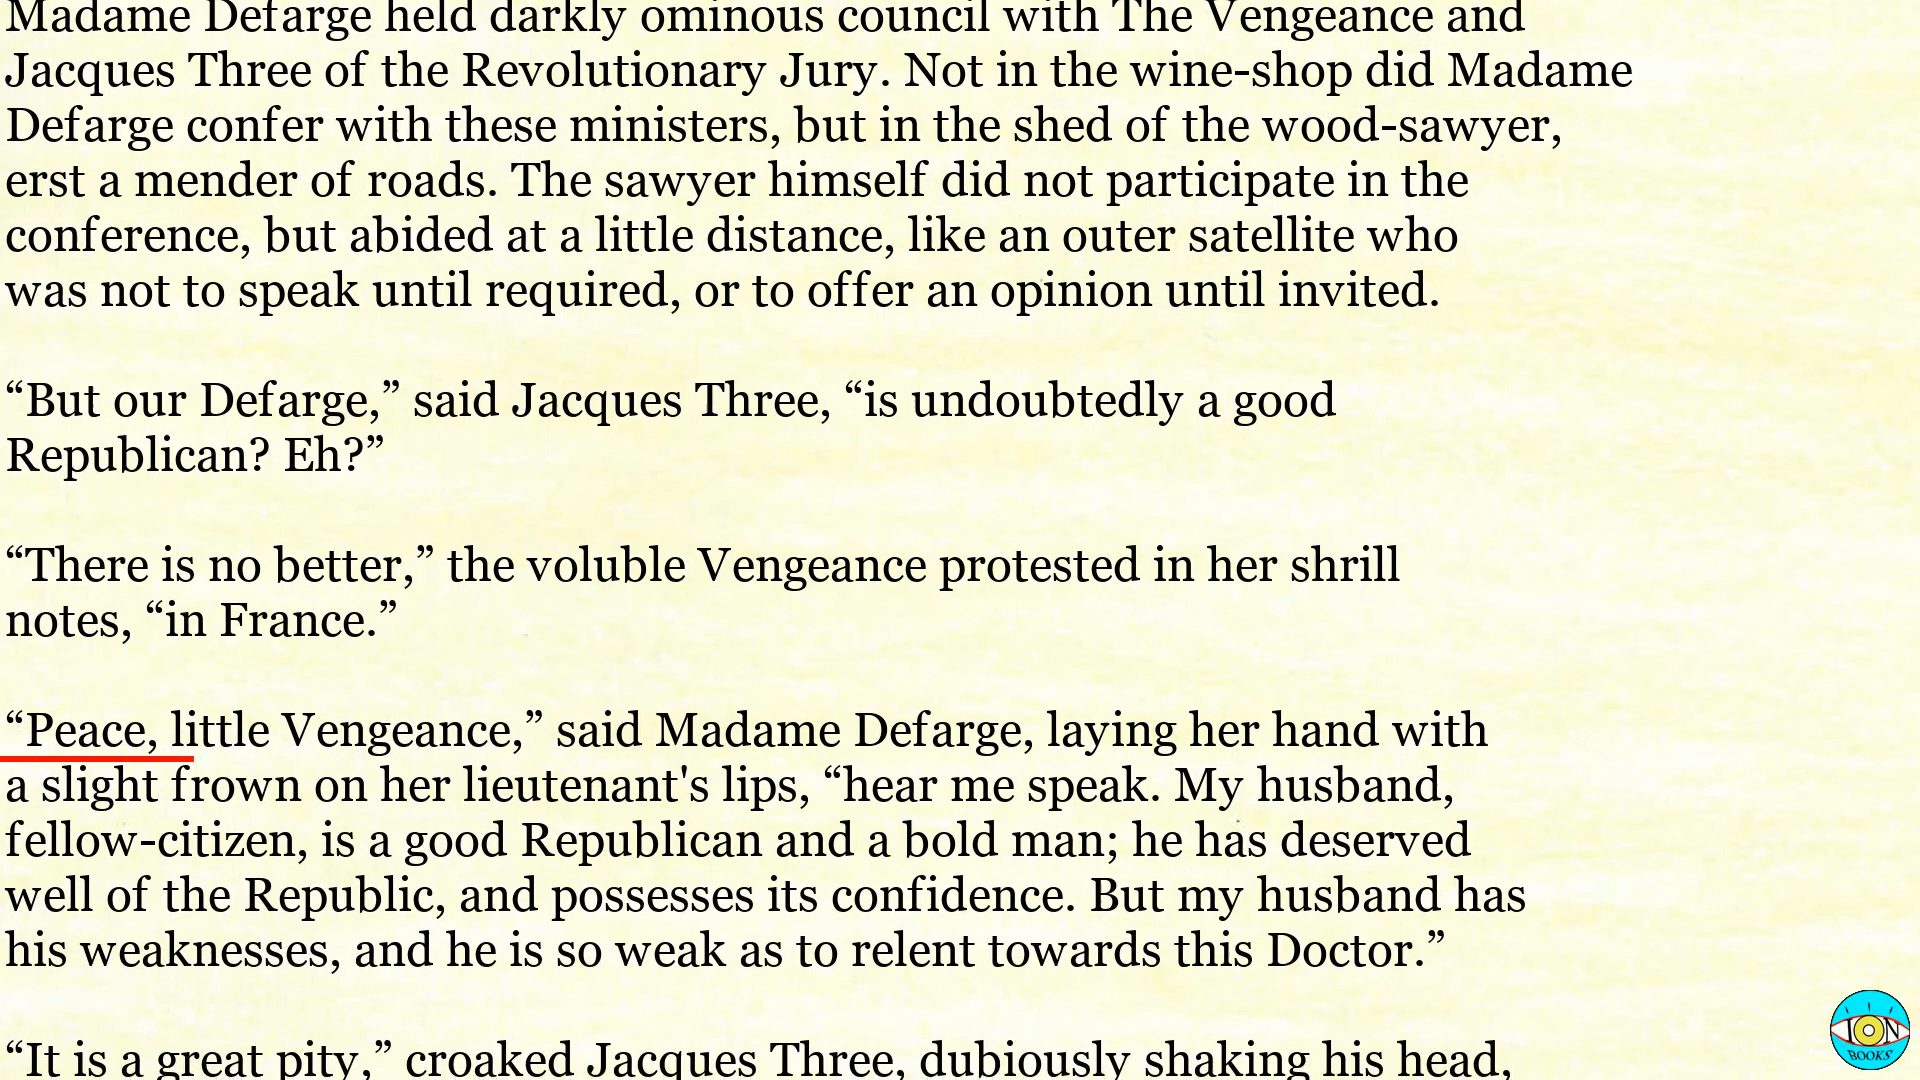 Madame Defarge held darkly ominous council with The Vengeance and
Jacques Three of the Revolutionary Jury. Not in the wine-shop did Madame
Defarge confer with these ministers, but in the shed of the wood-sawyer,
erst a mender of roads. The sawyer himself did not participate in the
conference, but abided at a little distance, like an outer satellite who
was not to speak until required, or to offer an opinion until invited.
“But our Defarge,” said Jacques Three, “is undoubtedly a good
Republican? Eh?”
“There is no better,” the voluble Vengeance protested in her shrill
notes, “in France.”
“Peace, little Vengeance,” said Madame Defarge, laying her hand with
a slight frown on her lieutenant's lips, “hear me speak. My husband,
fellow-citizen, is a good Republican and a bold man; he has deserved
well of the Republic, and possesses its confidence. But my husband has
his weaknesses, and he is so weak as to relent towards this Doctor.”
“It is a great pity,” croaked Jacques Three, dubiously shaking his head,
ION
BOOKS